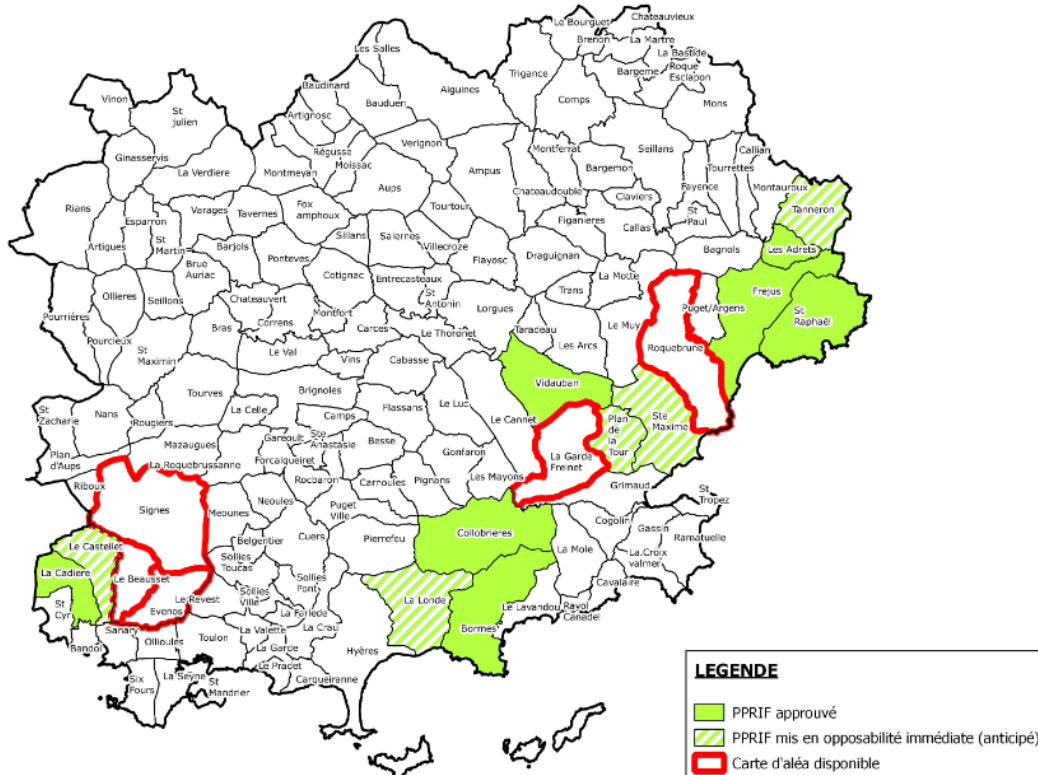 Chateauvieux
Le Bourguet
Brenon
La Martre
Les Salles
La Bastide
Roque
Esclapon
Bargeme
Trigance
Aiguines
Baudinard
Bauduen
Comps
Mons
Vinon
St
julien
Artignosc
Verignon
Montferrat
Seillans
Callian
Ginasservis
Régusse
Moissac
La Verdiere
Montmeyan
Ampus
Bargemon
Tourrettes
Aups
Chateaudouble
Fayence
Montauroux
Claviers
Rians
Esparron
Varages
Tavernes
Fox
amphoux
Tourtour
Figanieres
St
Paul
Tanneron
Callas
Artigues
St
Martin
Barjols
Sillans
Salernes
Villecroze
Bagnols
Les Adrets
Brue
Auriac
Ponteves
Flayosc
Draguignan
Cotignac
Entrecasteaux
La Motte
Frejus
Ollieres
Seillons
Chateauvert
St
Antonin
Trans
Puget/Argens
St
Raphaël
Pourrières
Correns
Montfort
Lorgues
Bras
Carces
Le Thoronet
Taradeau
Le Muy
Pourcieux
St
Maximin
Le Val
Vins
Les Arcs
Roquebrune
Cabasse
Tourves
Brignoles
Vidauban
St
Zacharie
Nans
La Celle
Flassans
Le Luc
Rougiers
Camps
Le Cannet
Plan
de la
Tour
Ste
Maxime
Mazaugues
Gareoult
Ste
Anastasie
Besse
Plan
d'Aups
La Roquebrussanne
Forcalqueiret
Gonfaron
La Garde
Freinet
Riboux
Rocbaron
Carnoules
Pignans
Les Mayons
Grimaud
Neoules
St
Tropez
Signes
Meounes
Puget
Ville
Cogolin
Gassin
Ramatuelle
Le Castellet
Belgentier
Cuers
Pierrefeu
Collobrieres
La Mole
La Croix
valmer
La Cadiere
Le Beausset
Sollies
Toucas
Sollies
Pont
Cavalaire
St
Cyr
Evenos
Le Revest
Sollies
Ville
La Londe
Le Lavandou
Rayol
Canadel
La Farlede
Bormes
Sanary
Bandol
Ollioules
Toulon
La Valette
La Crau
La Garde
Hyères
Le Pradet
Six
Fours
La Seyne
St
Mandrier
Carqueiranne
LEGENDE
PPRIF approuvé
PPRIF mis en opposabilité immédiate (anticipé)
Carte d'aléa disponible